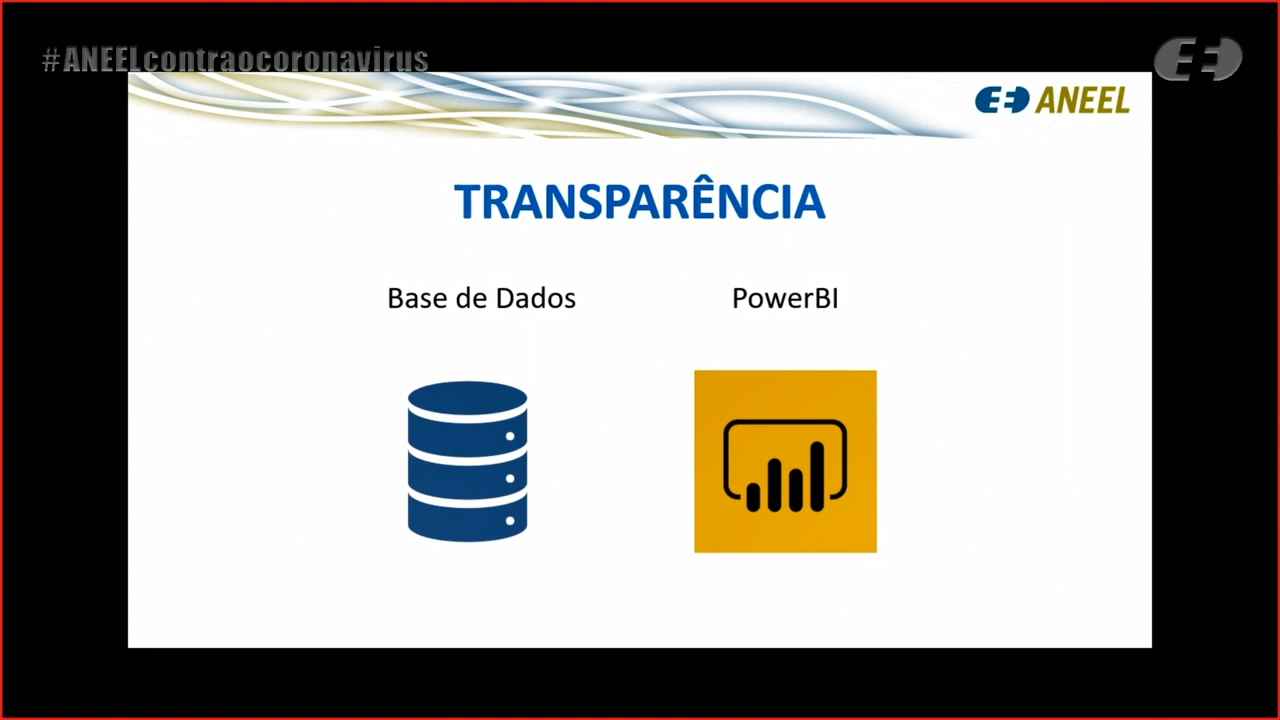 #ANEELcontraocoronavirus
ANEEL
TRANSPARÊNCIA
Base de Dados
PowerBI